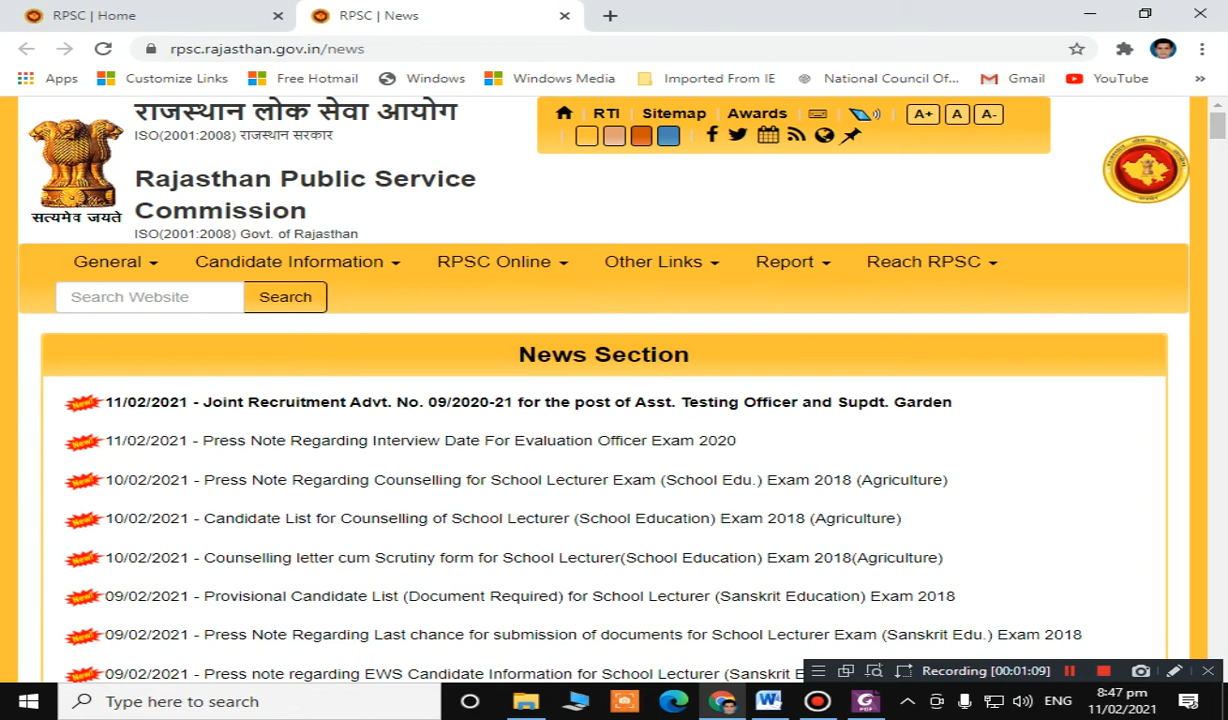 RPSC | Home
RPSC | News
rpsc.rajasthan.gov.in/news
Apps
Customize Links
Free Hotmail
Windows
Windows Media
Imported From IE
National Council Of...
Gmail
YouTube
»
राजस्थान लोक सेवा आयोग
ISO(2001:2008) राजस्थान सरकार
सत्यमेव जयते
Rajasthan Public Service
Commission
ISO(2001:2008) Govt. of Rajasthan
RTI
Sitemap
Awards
A+
A
A-
General
Candidate Information
RPSC Online
Other Links
Report
Reach RPSC
Search Website
Search
News Section
New! 11/02/2021 - Joint Recruitment Advt. No. 09/2020-21 for the post of Asst. Testing Officer and Supdt. Garden
New! 11/02/2021 - Press Note Regarding Interview Date For Evaluation Officer Exam 2020
New! 10/02/2021 - Press Note Regarding Counselling for School Lecturer Exam (School Edu.) Exam 2018 (Agriculture)
New! 10/02/2021 - Candidate List for Counselling of School Lecturer (School Education) Exam 2018 (Agriculture)
New! 10/02/2021 - Counselling letter cum Scrutiny form for School Lecturer(School Education) Exam 2018(Agriculture)
New! 09/02/2021 - Provisional Candidate List (Document Required) for School Lecturer (Sanskrit Education) Exam 2018
New! 09/02/2021 - Press Note Regarding Last chance for submission of documents for School Lecturer Exam (Sanskrit Edu.) Exam 2018
New! 09/02/2021 - Press note regarding EWS Candidate Information for School Lecturer (Sanskrit E
Recording [00:01:09]
Type here to search
ENG
8:47 pm
11/02/2021